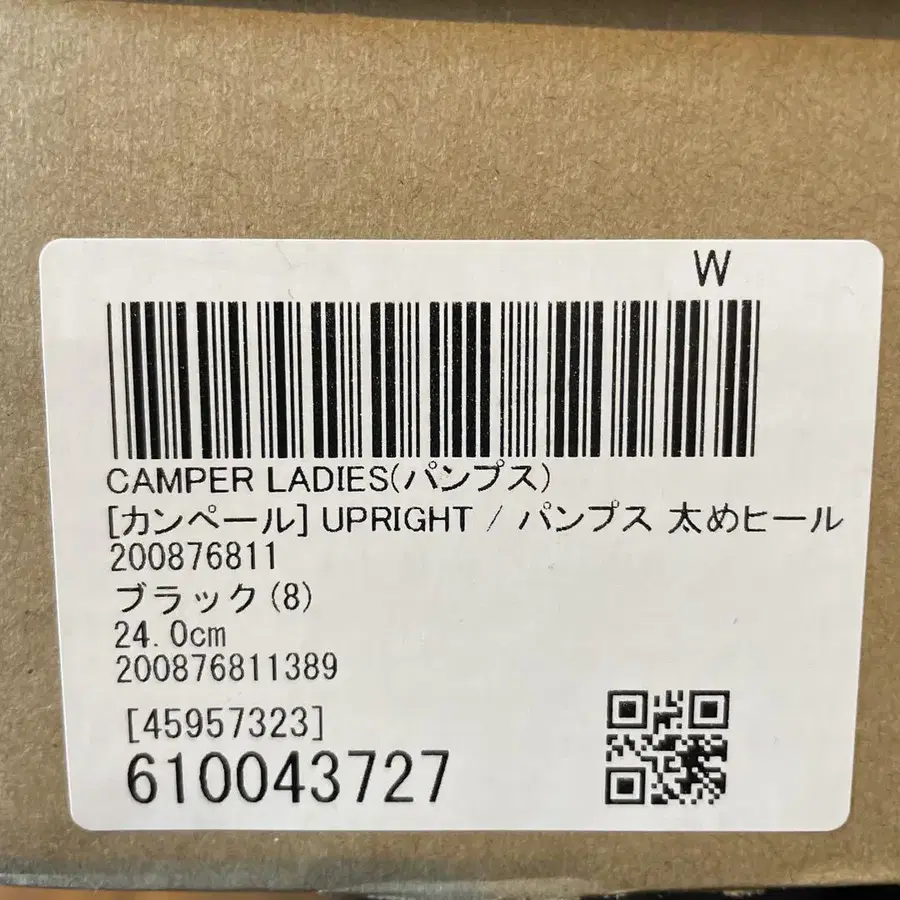 W
CAMPER LADIES(パンプス)
[カンペール] UPRIGHT / パンプス 太めヒール
200876811
ブラック(8)
24.0cm
200876811389
[45957323]
610043727